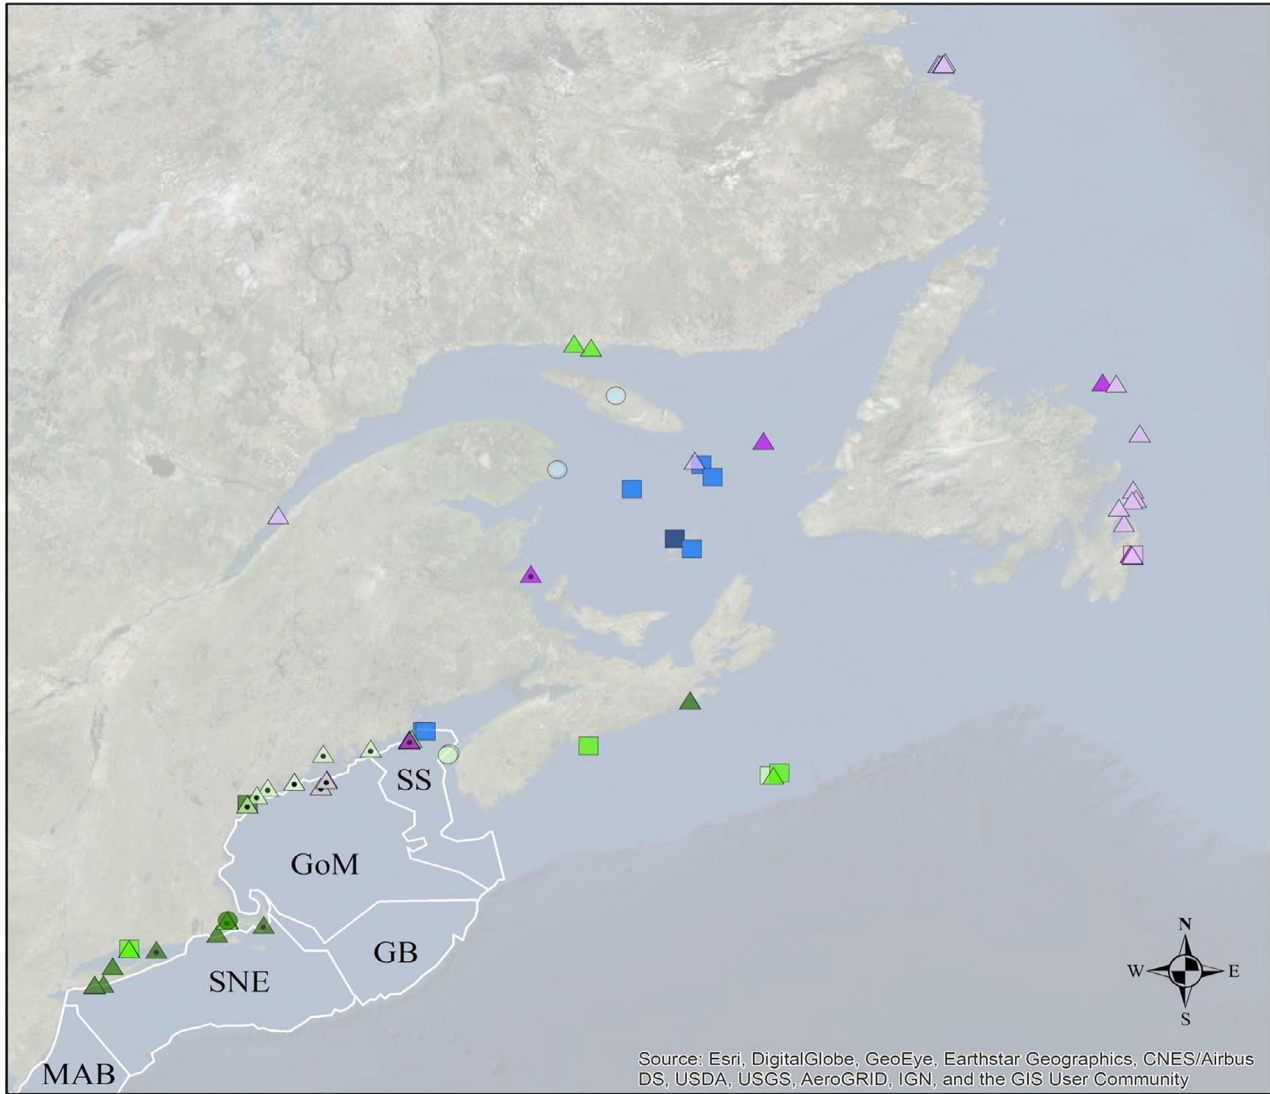 SS
GoM
GB
SNE
MAB
N
W E
S
Source: Esri, DigitalGlobe, GeoEye, Earthstar Geographics, CNES/Airbus
DS, USDA, USGS, AeroGRID, IGN, and the GIS User Community